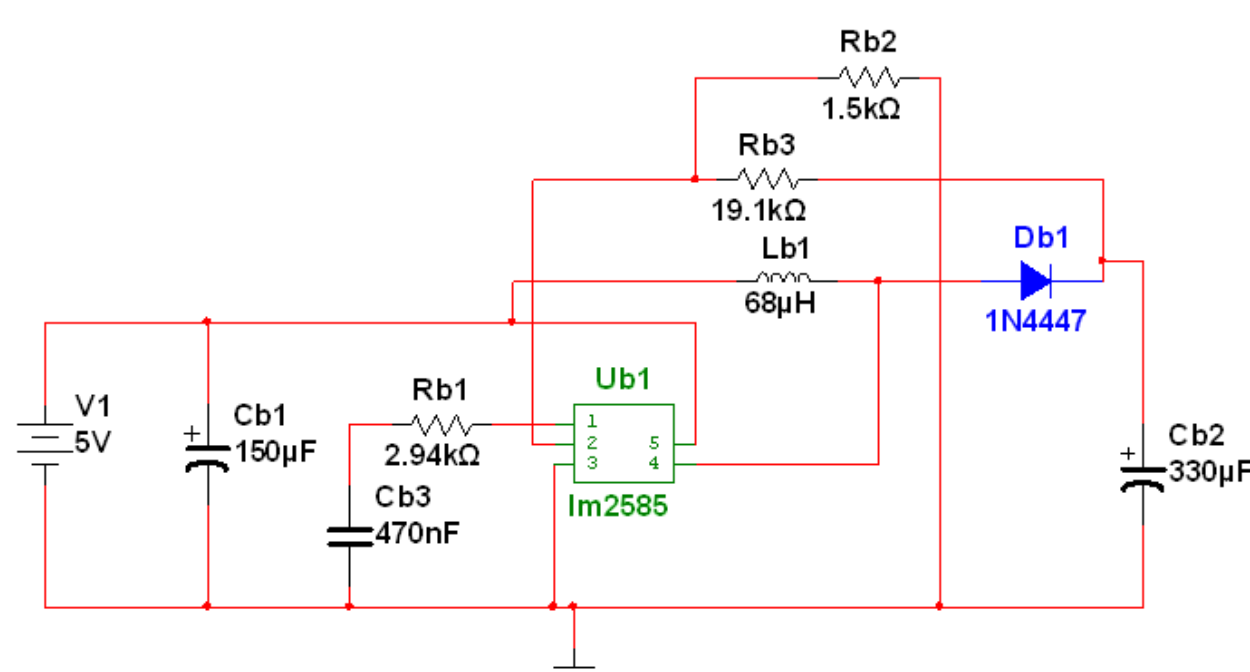 Rb2
1.5kΩ
Rb3
19.1kΩ
Db1
Lb1
68µH
1N4447
Ub1
V1
5V
Cb1
+
150µF
Rb1
2.94kΩ
1
2
3
5
4
lm2585
Cb3
470nF
Cb2
+
330µF